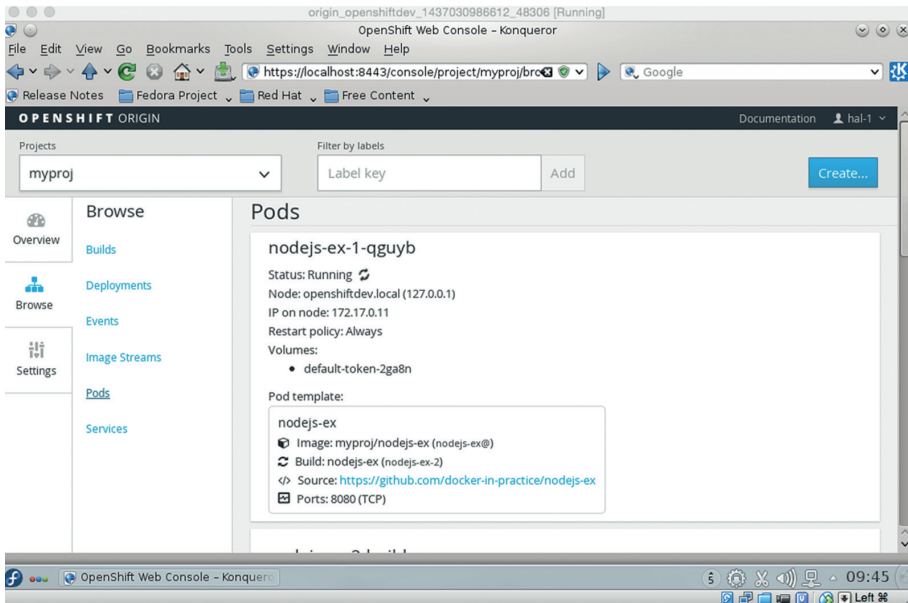 origin_openshiftdev_1437030986612_48306 [Running]
OpenShift Web Console – Konqueror
File Edit View Go Bookmarks Tools Settings Window Help
https://localhost:8443/console/project/myproj/bro
Google
Release Notes Fedora Project Red Hat Free Content
OPENSHIFT ORIGIN
Documentation hal-1
Projects
Filter by labels
myproj
Label key
Add
Create...
Overview
Browse
Settings
Browse
Builds
Deployments
Events
Image Streams
Pods
Services
Pods
nodejs-ex-1-qguyb
Status: Running
Node: openshiftdev.local (127.0.0.1)
IP on node: 172.17.0.11
Restart policy: Always
Volumes:
• default-token-2ga8n
Pod template:
nodejs-ex
Image: myproj/nodejs-ex (nodejs-ex@)
Build: nodejs-ex (nodejs-ex-2)
</> Source: https://github.com/docker-in-practice/nodejs-ex
Ports: 8080 (TCP)
OpenShift Web Console – Konquero
09:45
Left ⌘